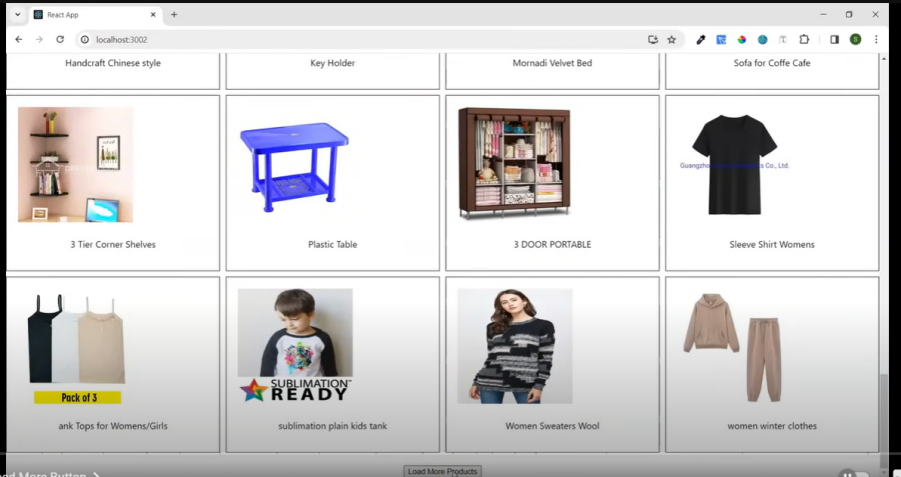 React App
localhost:3002
Handcraft Chinese style
Key Holder
Mornadi Velvet Bed
Sofa for Coffe Cafe
Guangzho
s Co., Ltd.
3 Tier Corner Shelves
Plastic Table
3 DOOR PORTABLE
Sleeve Shirt Womens
Pack of 3
SUBLIMATION
READY
ank Tops for Womens/Girls
sublimation plain kids tank
Women Sweaters Wool
women winter clothes
Load More Products
ad More Button